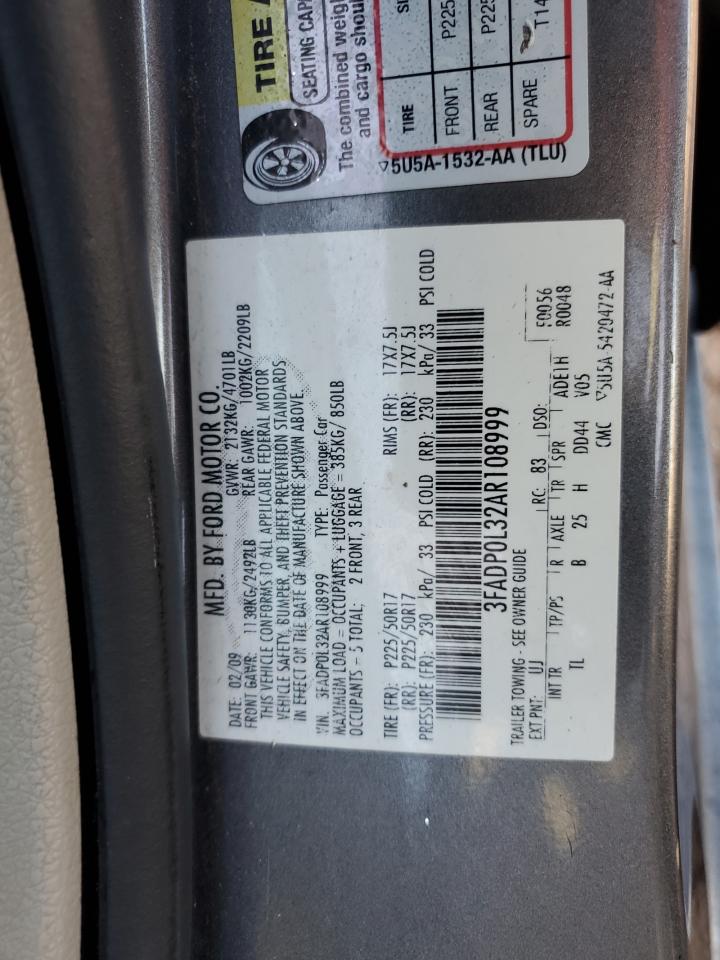 MFD. BY FORD MOTOR CO.
DATE: 02/09 GVWR: 2132KG/4701LB
FRONT GAWR: 1130KG/2492LB REAR GAWR: 1002KG/2209LB
THIS VEHICLE CONFORMS TO ALL APPLICABLE FEDERAL MOTOR
VEHICLE SAFETY, BUMPER, AND THEFT PREVENTION STANDARDS
IN EFFECT ON THE DATE OF MANUFACTURE SHOWN ABOVE.
VIN: 3FADP0L32AR108999 TYPE: Passenger Car
MAXIMUM LOAD = OCCUPANTS + LUGGAGE = 385KG/ 850LB
OCCUPANTS = 5 TOTAL; 2 FRONT, 3 REAR
TIRE (FR): P225/50R17 RIMS (FR): 17X7.5J
(RR): P225/50R17 (RR): 17X7.5J
PRESSURE (FR): 230 kPa/ 33 PSI COLD (RR): 230 kPa/ 33 PSI COLD
3FADP0L32AR108999
TRAILER TOWING - SEE OWNER GUIDE
EXT PNT: UJ RC: 83 DSO: F0056
INT TR TP/PS R AXLE TR SPR ADEIH R0048
TL B 25 H DD44 V05
CMC ▽5U5A-5420472-AA
TIRE
SEATING CAP
The combined weig
and cargo shou
TIRE SI
FRONT P225
REAR P225
SPARE T14
▽5U5A-1532-AA (TLU)